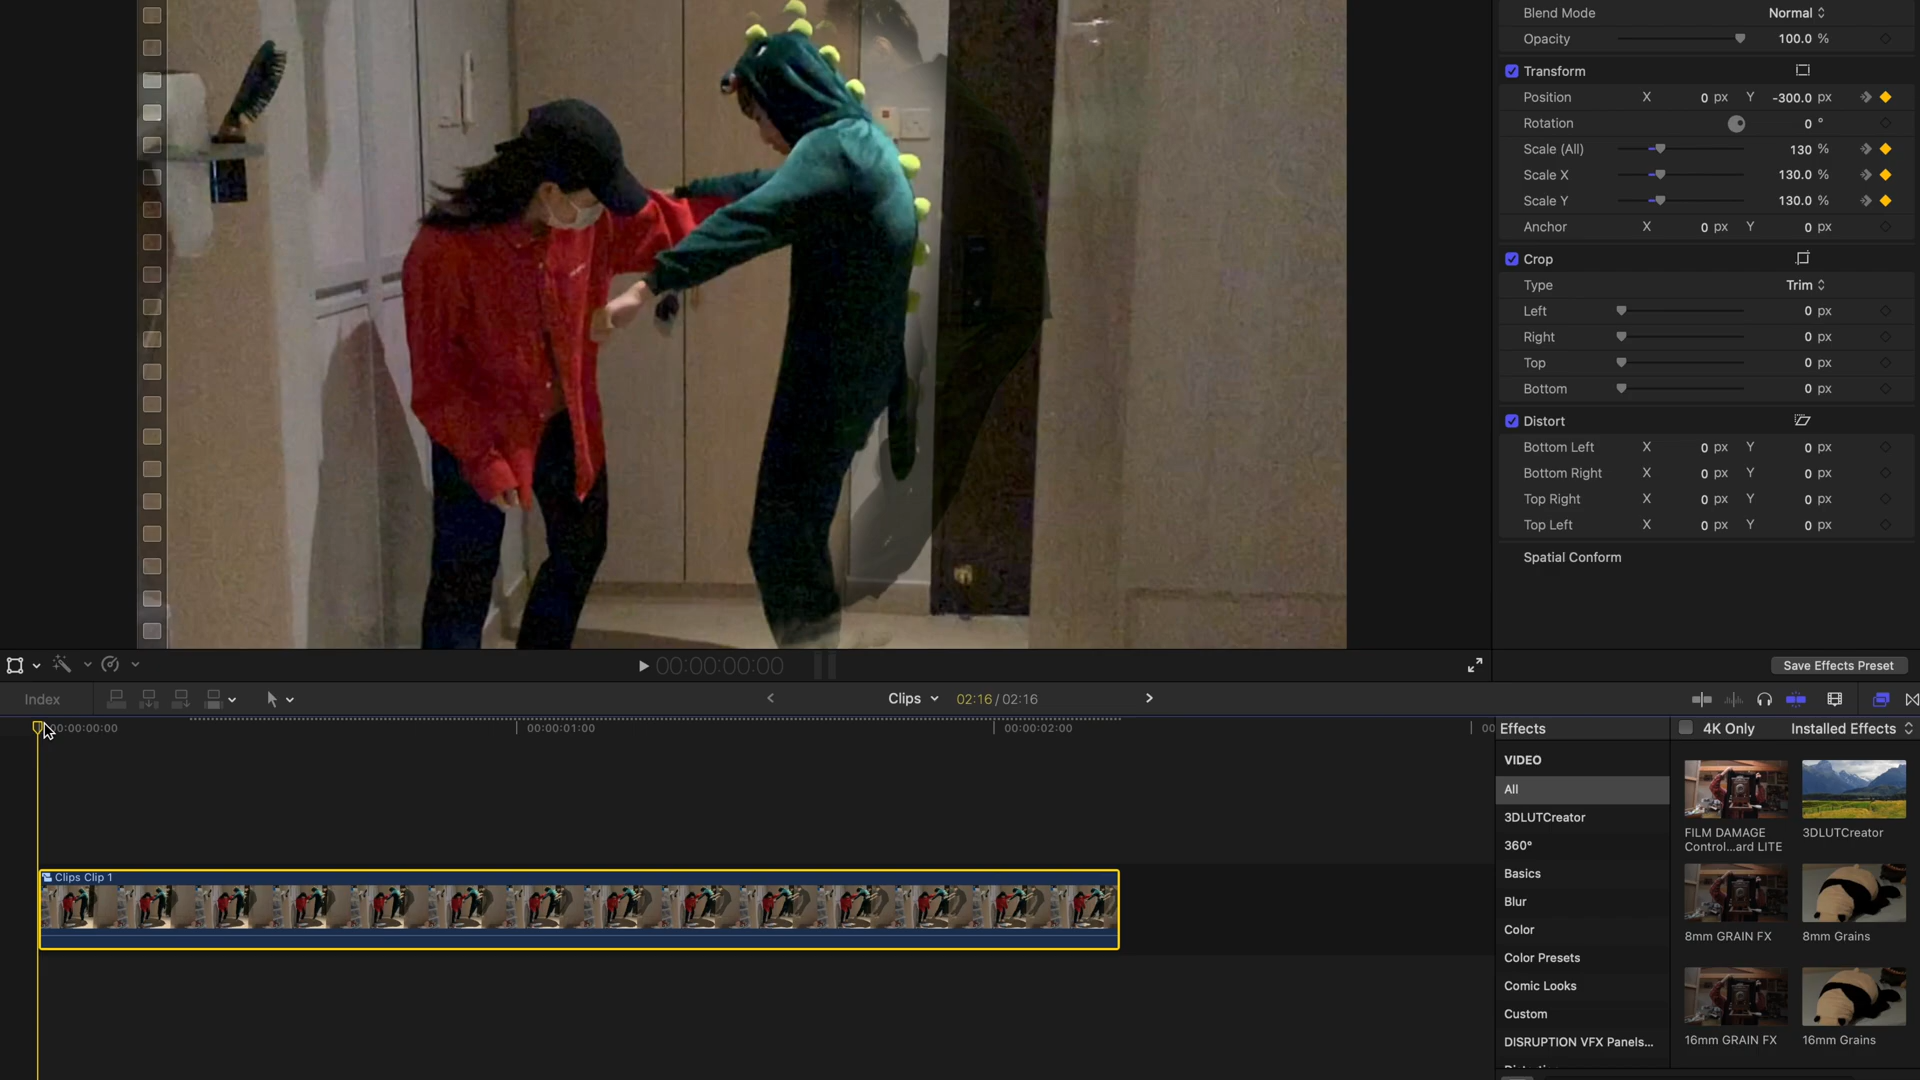 Blend Mode Normal
Opacity 100.0 %
Transform
Position X 0 px Y -300.0 px
Rotation 0 °
Scale (All) 130 %
Scale X 130.0 %
Scale Y 130.0 %
Anchor X 0 px Y 0 px
Crop
Type Trim
Left 0 px
Right 0 px
Top 0 px
Bottom 0 px
Distort
Bottom Left X 0 px Y 0 px
Bottom Right X 0 px Y 0 px
Top Right X 0 px Y 0 px
Top Left X 0 px Y 0 px
Spatial Conform
00:00:00:00
Save Effects Preset
Index
Clips 02:16 / 02:16
00:00:00:00 00:00:01:00 00:00:02:00 00
Clips Clip 1
Effects
4K Only Installed Effects
VIDEO
All
3DLUTCreator
360°
Basics
Blur
Color
Color Presets
Comic Looks
Custom
DISRUPTION VFX Panels...
FILM DAMAGE
Control...ard LITE
3DLUTCreator
8mm GRAIN FX
8mm Grains
16mm GRAIN FX
16mm Grains